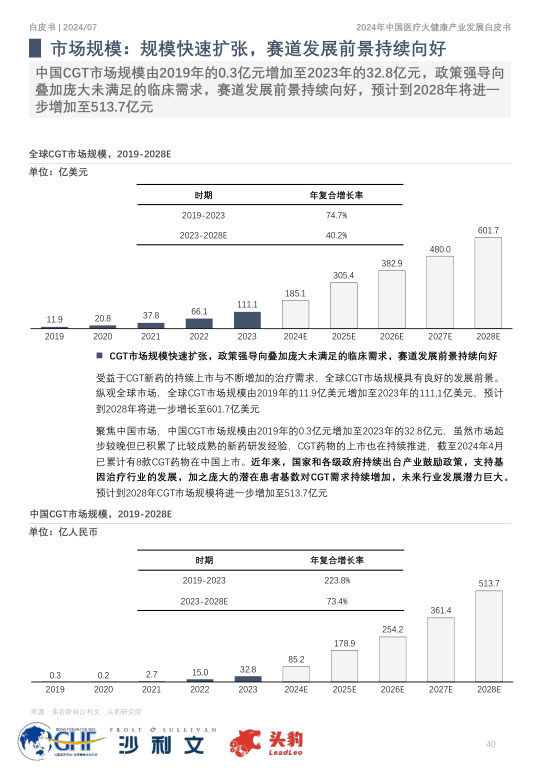 白皮书 | 2024/07
2024年中国医疗大健康产业发展白皮书
市场规模：规模快速扩张，赛道发展前景持续向好
中国CGT市场规模由2019年的0.3亿元增加至2023年的32.8亿元，政策强导向
叠加庞大未满足的临床需求，赛道发展前景持续向好，预计到2028年将进一
步增加至513.7亿元
全球CGT市场规模，2019-2028E
单位：亿美元
时期 年复合增长率
2019-2023 74.7%
2023-2028E 40.2%
11.9 20.8 37.8 66.1 111.1 185.1 305.4 382.9 480.0 601.7
2019 2020 2021 2022 2023 2024E 2025E 2026E 2027E 2028E
■ CGT市场规模快速扩张，政策强导向叠加庞大未满足的临床需求，赛道发展前景持续向好
受益于CGT新药的持续上市与不断增加的治疗需求，全球CGT市场规模具有良好的发展前景。
纵观全球市场，全球CGT市场规模由2019年的11.9亿美元增加至2023年的111.1亿美元，预计
到2028年将进一步增长至601.7亿美元
聚焦中国市场，中国CGT市场规模由2019年的0.3亿元增加至2023年的32.8亿元，虽然市场起
步较晚但已积累了比较成熟的新药研发经验，CGT药物的上市也在持续推进，截至2024年4月
已累计有8款CGT药物在中国上市。近年来，国家和各级政府持续出台产业鼓励政策，支持基
因治疗行业的发展，加之庞大的潜在患者基数对CGT需求持续增加，未来行业发展潜力巨大。
预计到2028年CGT市场规模将进一步增加至513.7亿元
中国CGT市场规模，2019-2028E
单位：亿人民币
时期 年复合增长率
2019-2023 223.8%
2023-2028E 73.4%
0.3 0.2 2.7 15.0 32.8 85.2 178.9 254.2 361.4 513.7
2019 2020 2021 2022 2023 2024E 2025E 2026E 2027E 2028E
来源：弗若斯特沙利文、头豹研究院
GHF
FROST & SULLIVAN
沙利文
头豹
LeadLeo
40